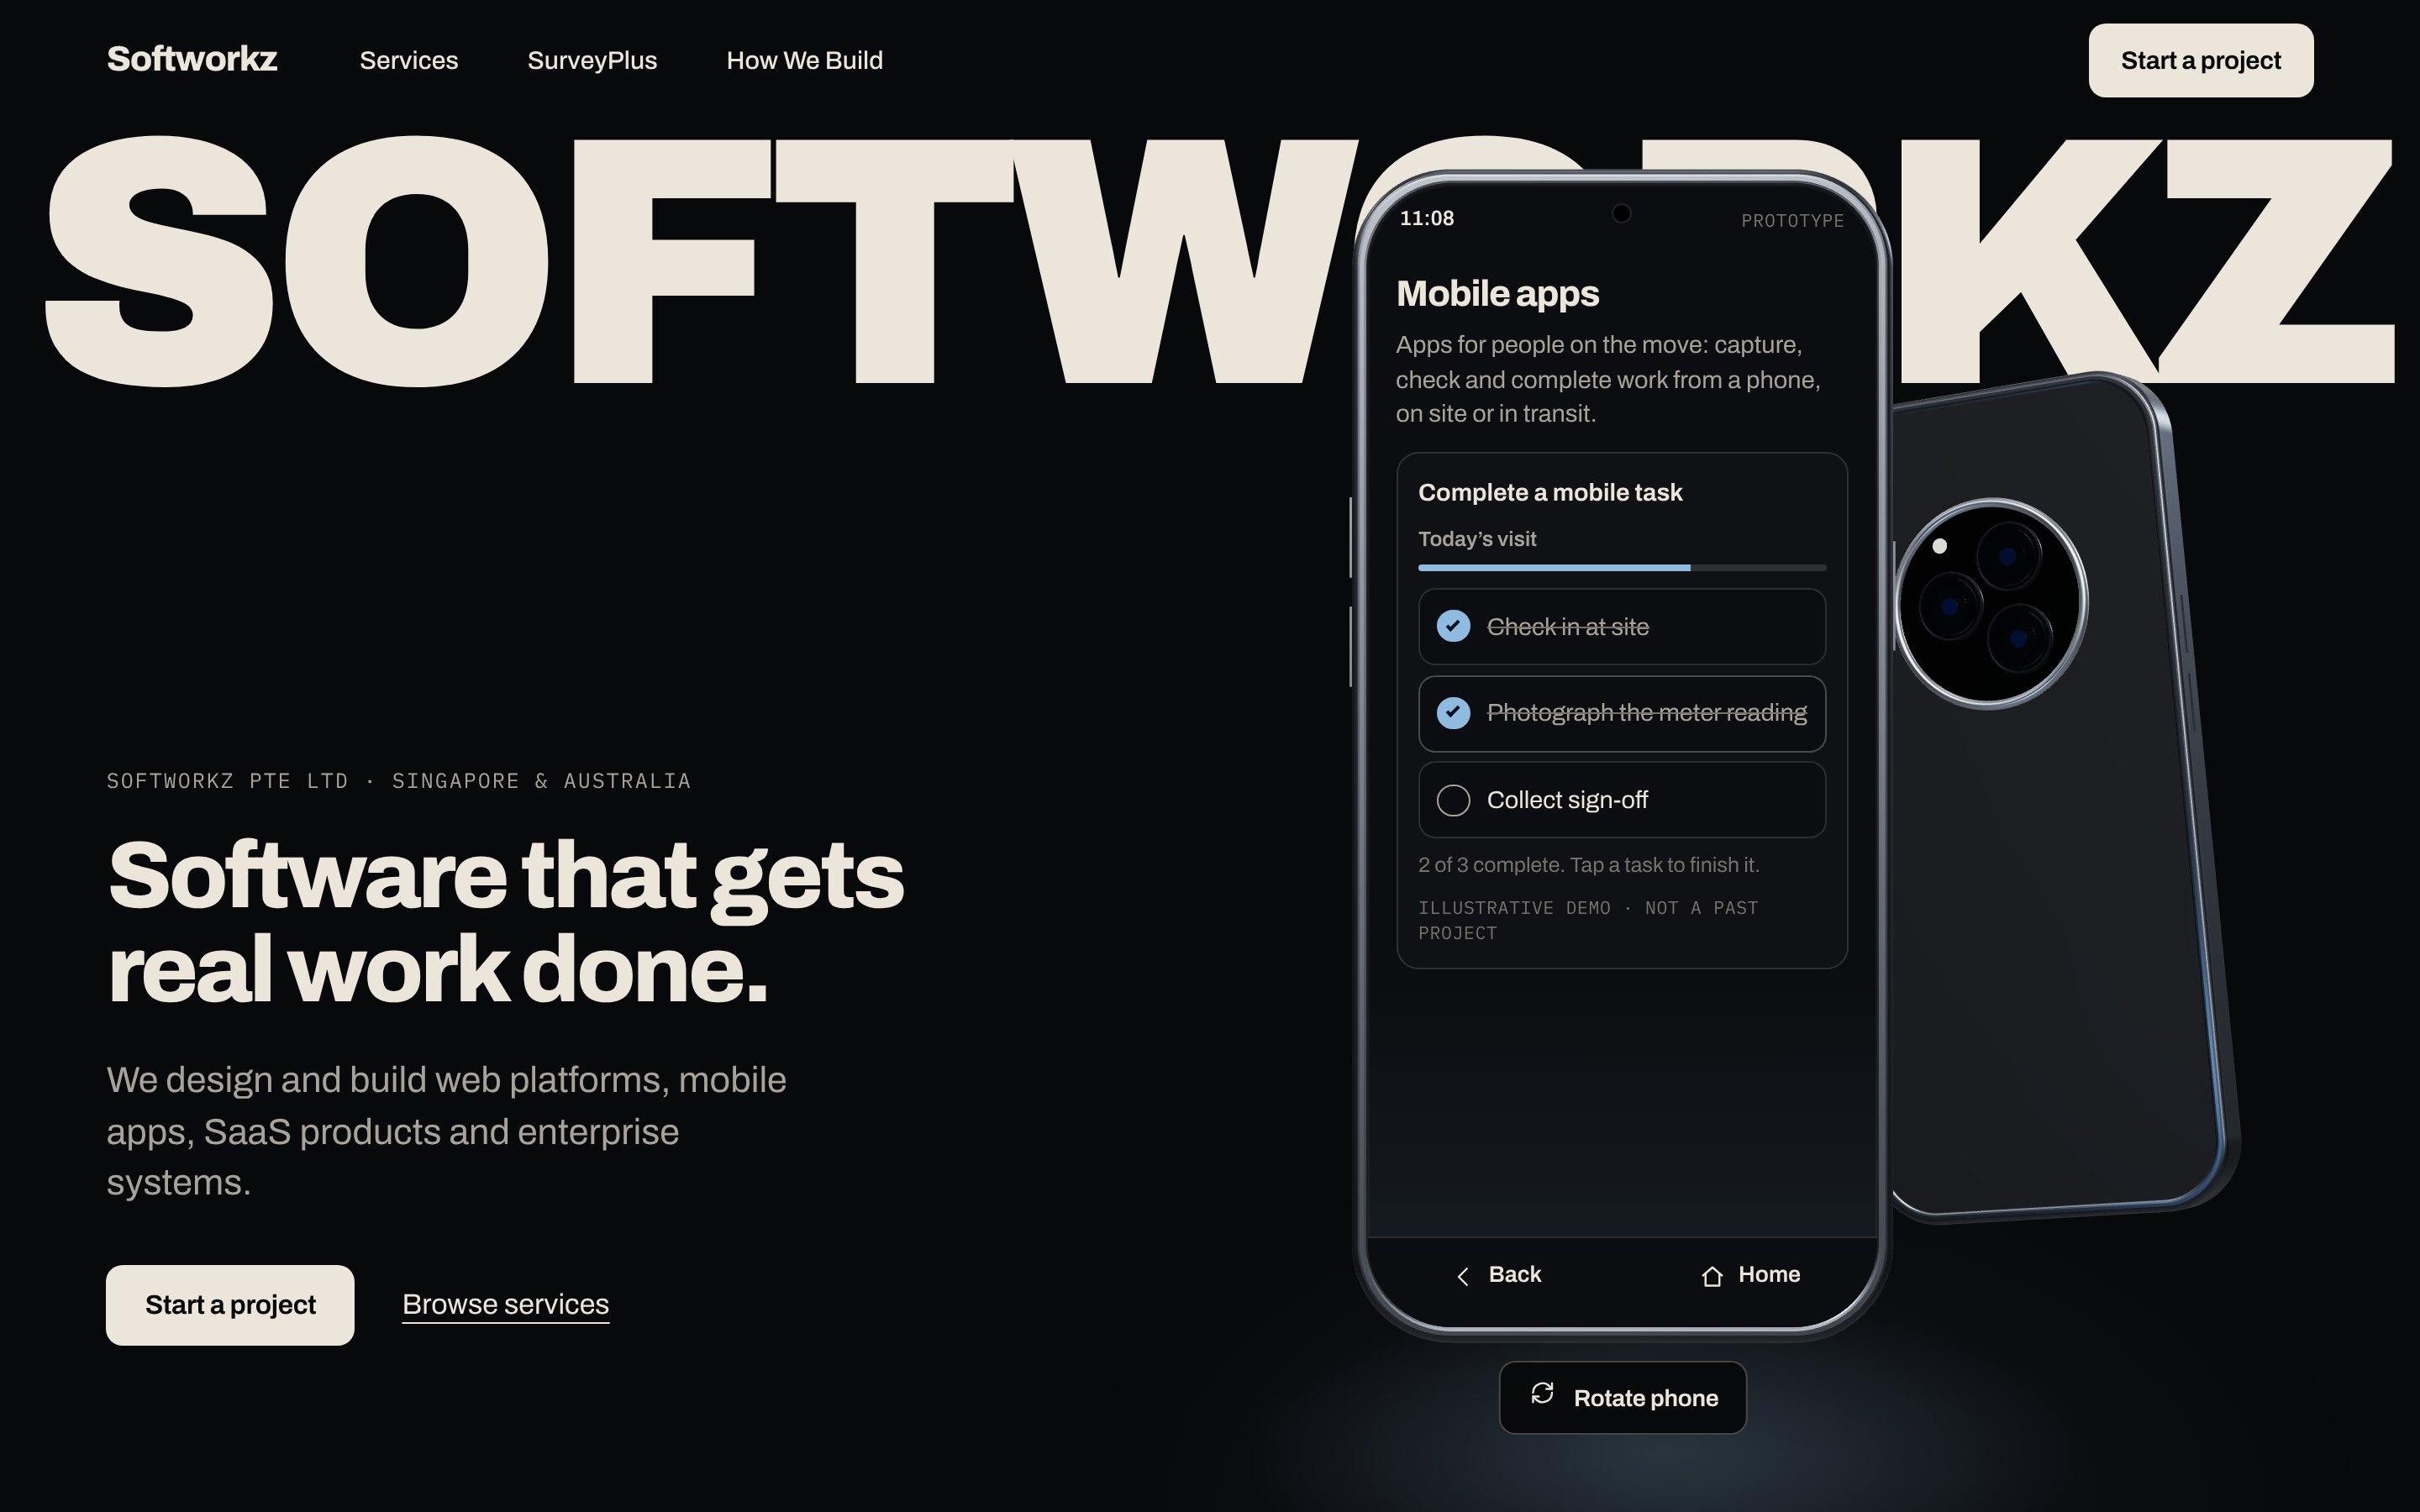 Softworkz
Services
SurveyPlus
How We Build
Start a project
SOFTWORKZ
11:08
PROTOTYPE
Mobile apps
Apps for people on the move: capture,
check and complete work from a phone,
on site or in transit.
Complete a mobile task
Today’s visit
Check in at site
Photograph the meter reading
Collect sign-off
2 of 3 complete. Tap a task to finish it.
ILLUSTRATIVE DEMO · NOT A PAST
PROJECT
Back
Home
Rotate phone
SOFTWORKZ PTE LTD · SINGAPORE & AUSTRALIA
Software that gets
real work done.
We design and build web platforms, mobile
apps, SaaS products and enterprise
systems.
Start a project
Browse services